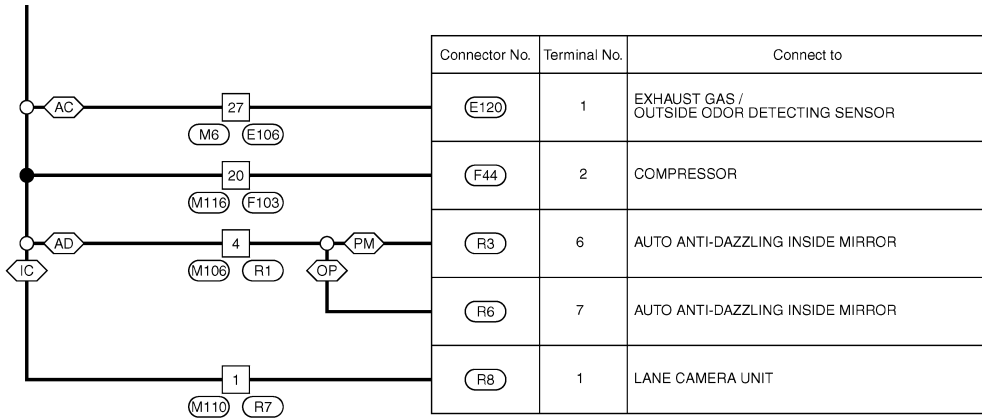 Connector No. Terminal No. Connect to
AC 27 E120 1 EXHAUST GAS /
OUTSIDE ODOR DETECTING SENSOR
M6 E106
20 F44 2 COMPRESSOR
M116 F103
AD 4 PM R3 6 AUTO ANTI-DAZZLING INSIDE MIRROR
IC M106 R1 OP
R6 7 AUTO ANTI-DAZZLING INSIDE MIRROR
1 R8 1 LANE CAMERA UNIT
M110 R7